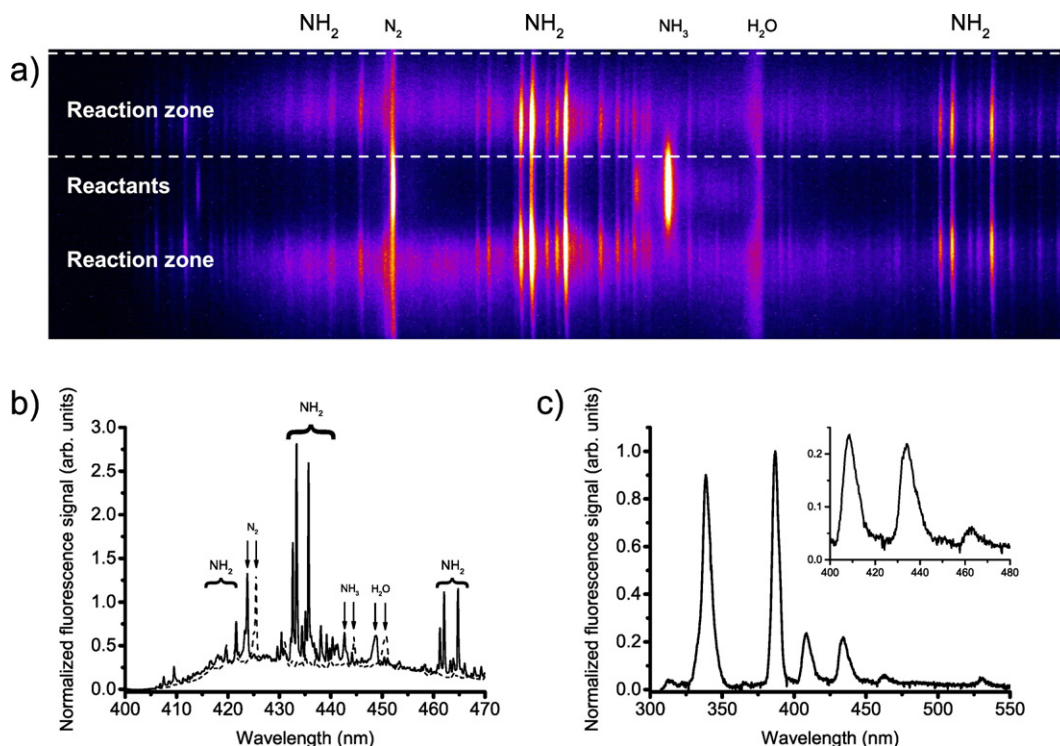 NH2 N2 NH2 NH3 H2O NH2
a)
Reaction zone
Reactants
Reaction zone
b)
Normalized fluorescence signal (arb. units)
3.0
2.5
2.0
1.5
1.0
0.5
0.0
NH2
N2
NH2
NH3
H2O
NH2
400 410 420 430 440 450 460 470
Wavelength (nm)
c)
Normalized fluorescence signal (arb. units)
1.0
0.8
0.6
0.4
0.2
0.0
0.2
0.1
0.0
400 420 440 460 480
300 350 400 450 500 550
Wavelength (nm)